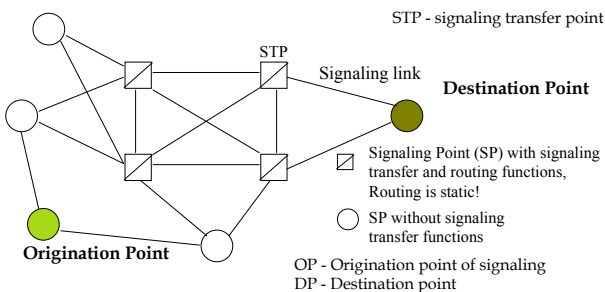 STP - signaling transfer point
STP
Signaling link
Destination Point
Signaling Point (SP) with signaling
transfer and routing functions,
Routing is static!
SP without signaling
transfer functions
Origination Point
OP - Origination point of signaling
DP - Destination point